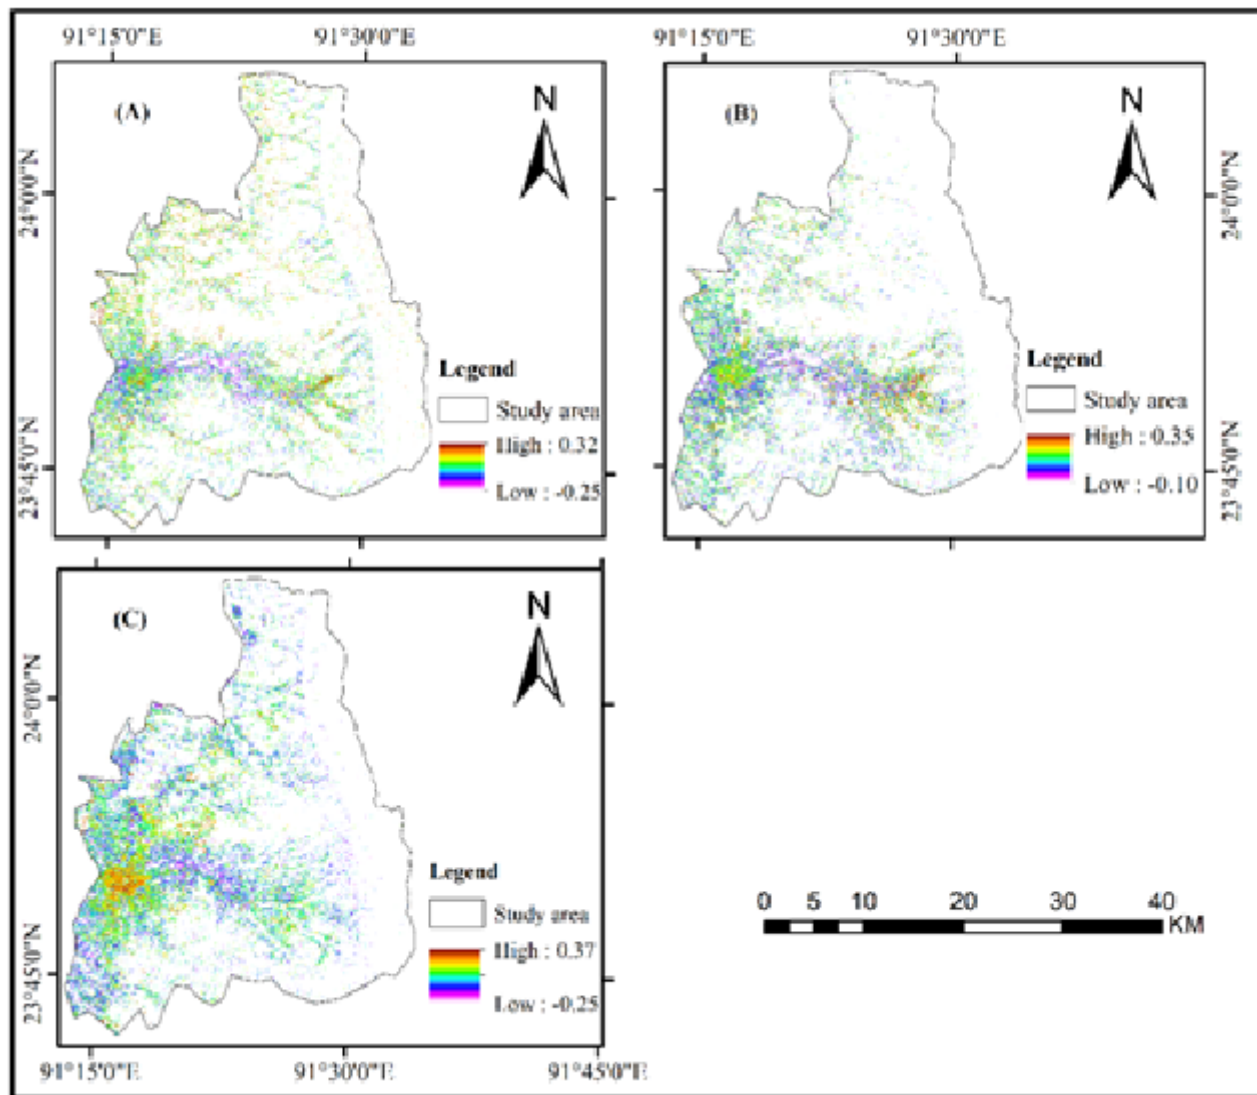 91°15'0"E 91°30'0"E 91°15'0"E 91°30'0"E
(A) N (B) N
24°0'0"N 24°0'0"N
Legend
Study area
High : 0.32
Low : -0.25
23°45'0"N
Legend
Study area
High : 0.35
Low : -0.10
23°45'0"N
(C) N
24°0'0"N
Legend
Study area
High : 0.37
Low : -0.25
23°45'0"N
0 5 10 20 30 40
KM
91°15'0"E 91°30'0"E 91°45'0"E